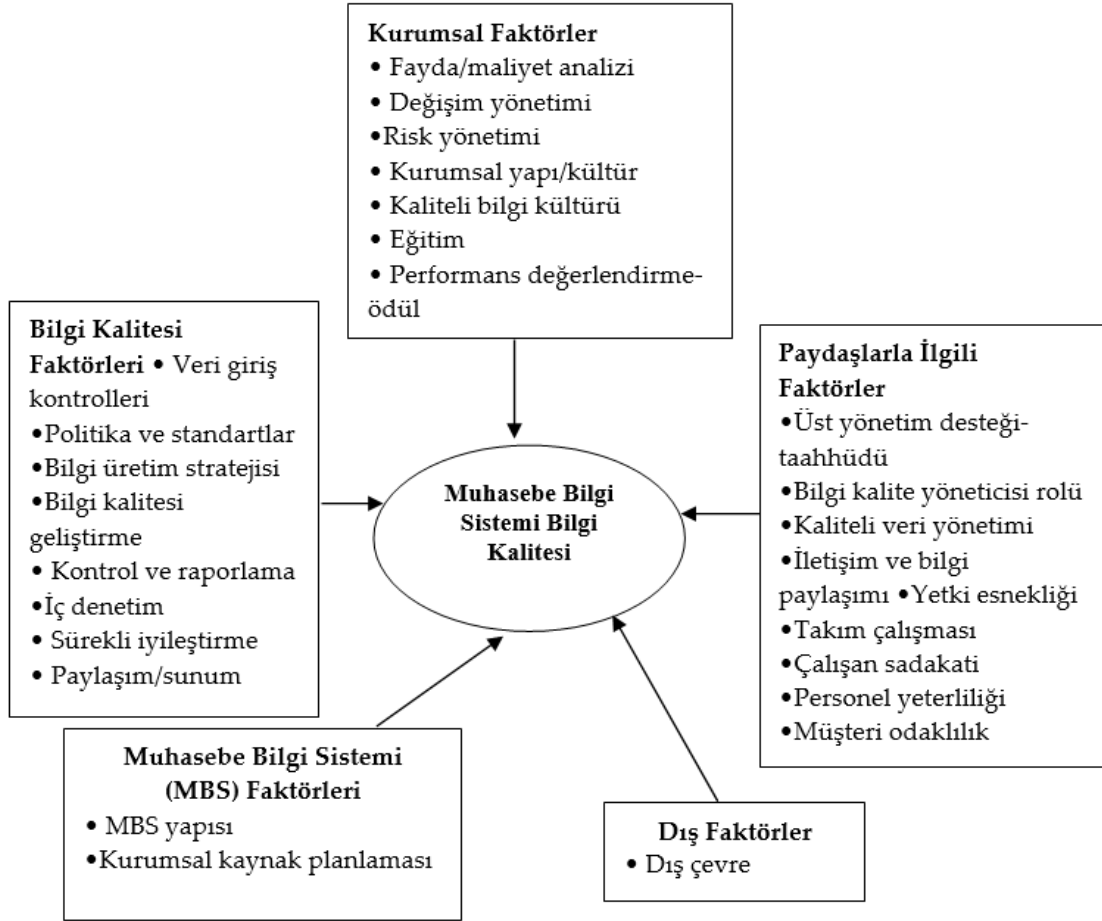 Kurumsal Faktörler
• Fayda/maliyet analizi
• Değişim yönetimi
•Risk yönetimi
• Kurumsal yapı/kültür
• Kaliteli bilgi kültürü
• Eğitim
• Performans değerlendirme-
ödül
Bilgi Kalitesi
Faktörleri • Veri giriş
kontrolleri
•Politika ve standartlar
•Bilgi üretim stratejisi
•Bilgi kalitesi
geliştirme
• Kontrol ve raporlama
•İç denetim
• Sürekli iyileştirme
• Paylaşım/sunum
Muhasebe Bilgi
Sistemi Bilgi
Kalitesi
Paydaşlarla İlgili
Faktörler
•Üst yönetim desteği-
taahhüdü
•Bilgi kalite yöneticisi rolü
•Kaliteli veri yönetimi
•İletişim ve bilgi
paylaşımı •Yetki esnekliği
•Takım çalışması
•Çalışan sadakati
•Personel yeterliliği
•Müşteri odaklılık
Muhasebe Bilgi Sistemi
(MBS) Faktörleri
• MBS yapısı
•Kurumsal kaynak planlaması
Dış Faktörler
• Dış çevre